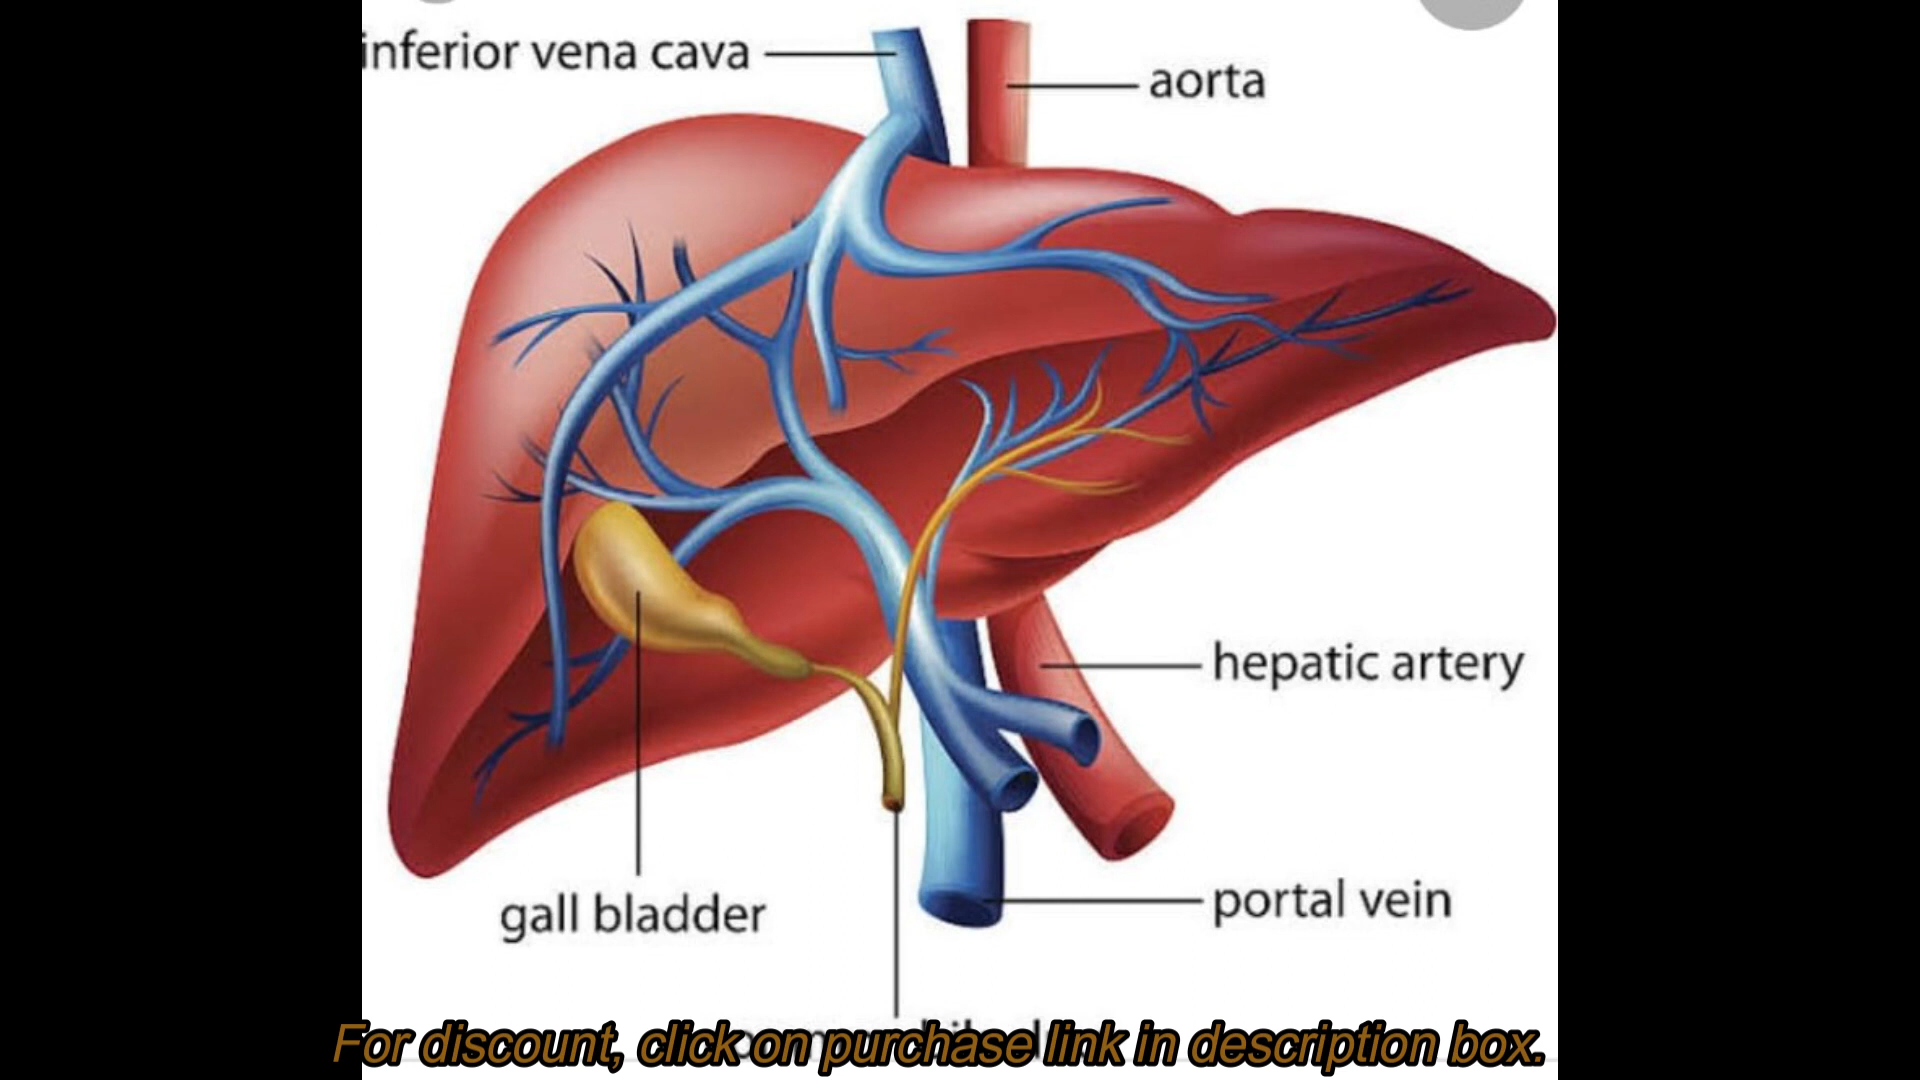 inferior vena cava
aorta
hepatic artery
portal vein
gall bladder
For discount, click on purchase link in description box.